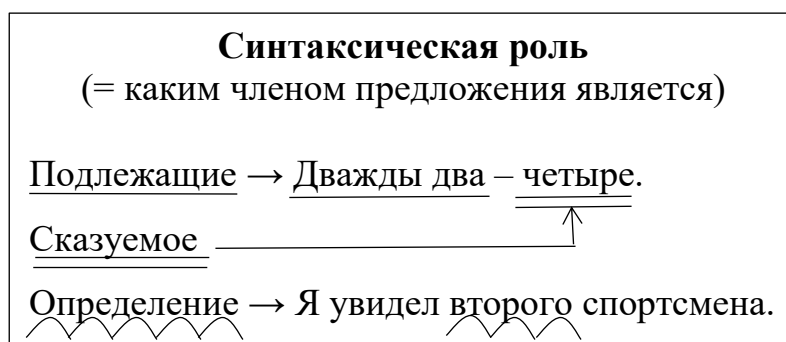 Синтаксическая роль
(= каким членом предложения является)
Подлежащие → Дважды два – четыре.
Сказуемое
Определение → Я увидел второго спортсмена.